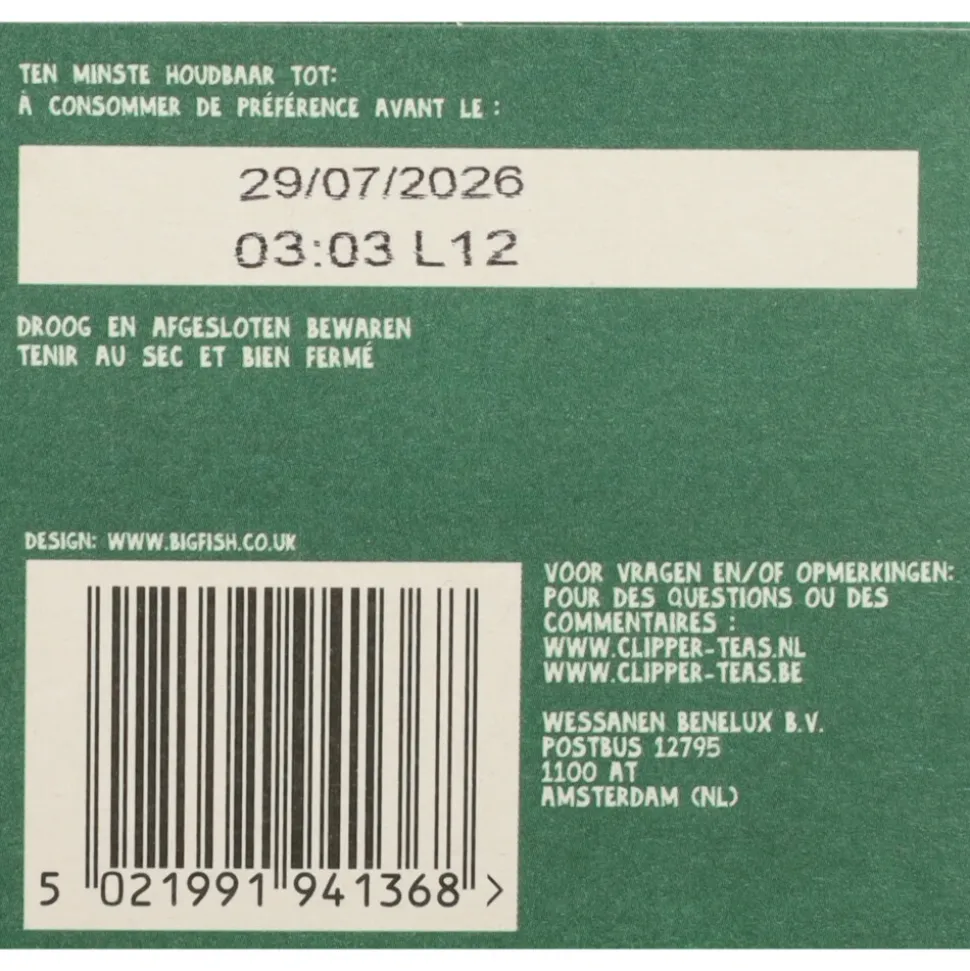 TEN MINSTE HOUDBAAR TOT:
À CONSOMMER DE PRÉFÉRENCE AVANT LE :
29/07/2026
03:03 L12
DROOG EN AFGESLOTEN BEWAREN
TENIR AU SEC ET BIEN FERMÉ
DESIGN: WWW.BIGFISH.CO.UK
5 021991 941368 >
VOOR VRAGEN EN/OF OPMERKINGEN:
POUR DES QUESTIONS OU DES
COMMENTAIRES :
WWW.CLIPPER-TEAS.NL
WWW.CLIPPER-TEAS.BE
WESSANEN BENELUX B.V.
POSTBUS 12795
1100 AT
AMSTERDAM (NL)